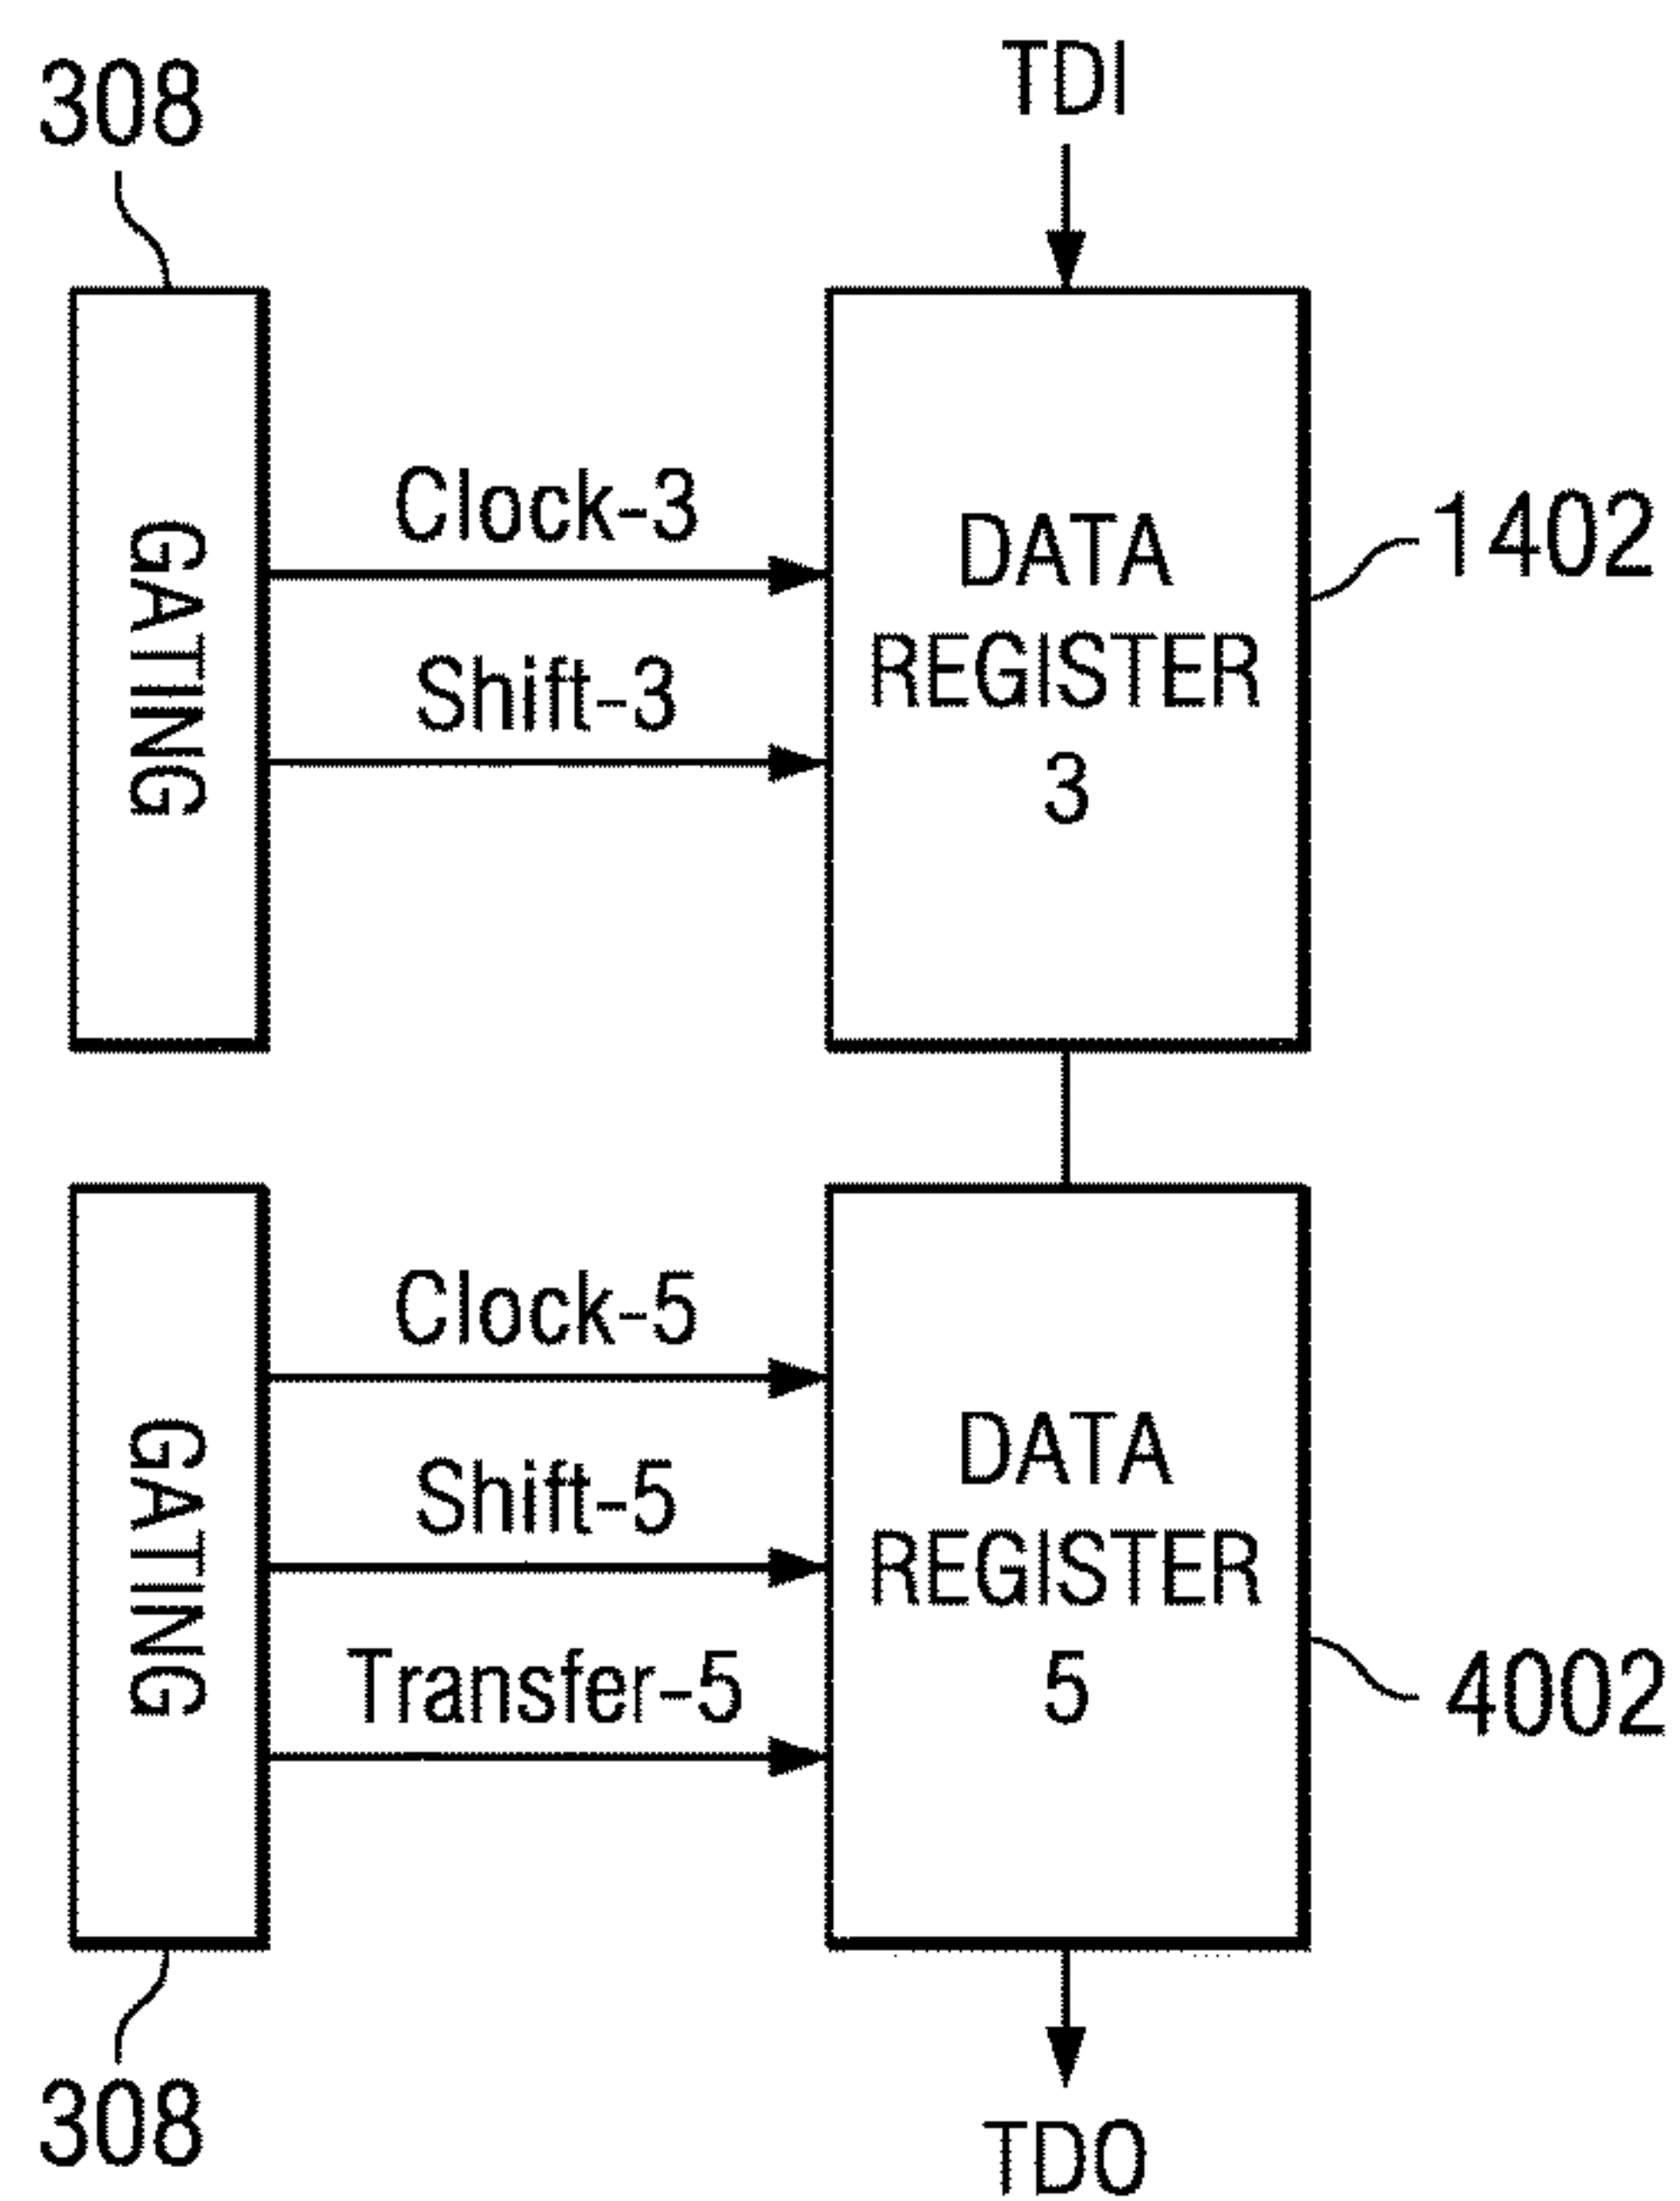 308
TDI
GATING
Clock-3
Shift-3
DATA
REGISTER
3
1402
GATING
Clock-5
Shift-5
Transfer-5
DATA
REGISTER
5
4002
308
TDO